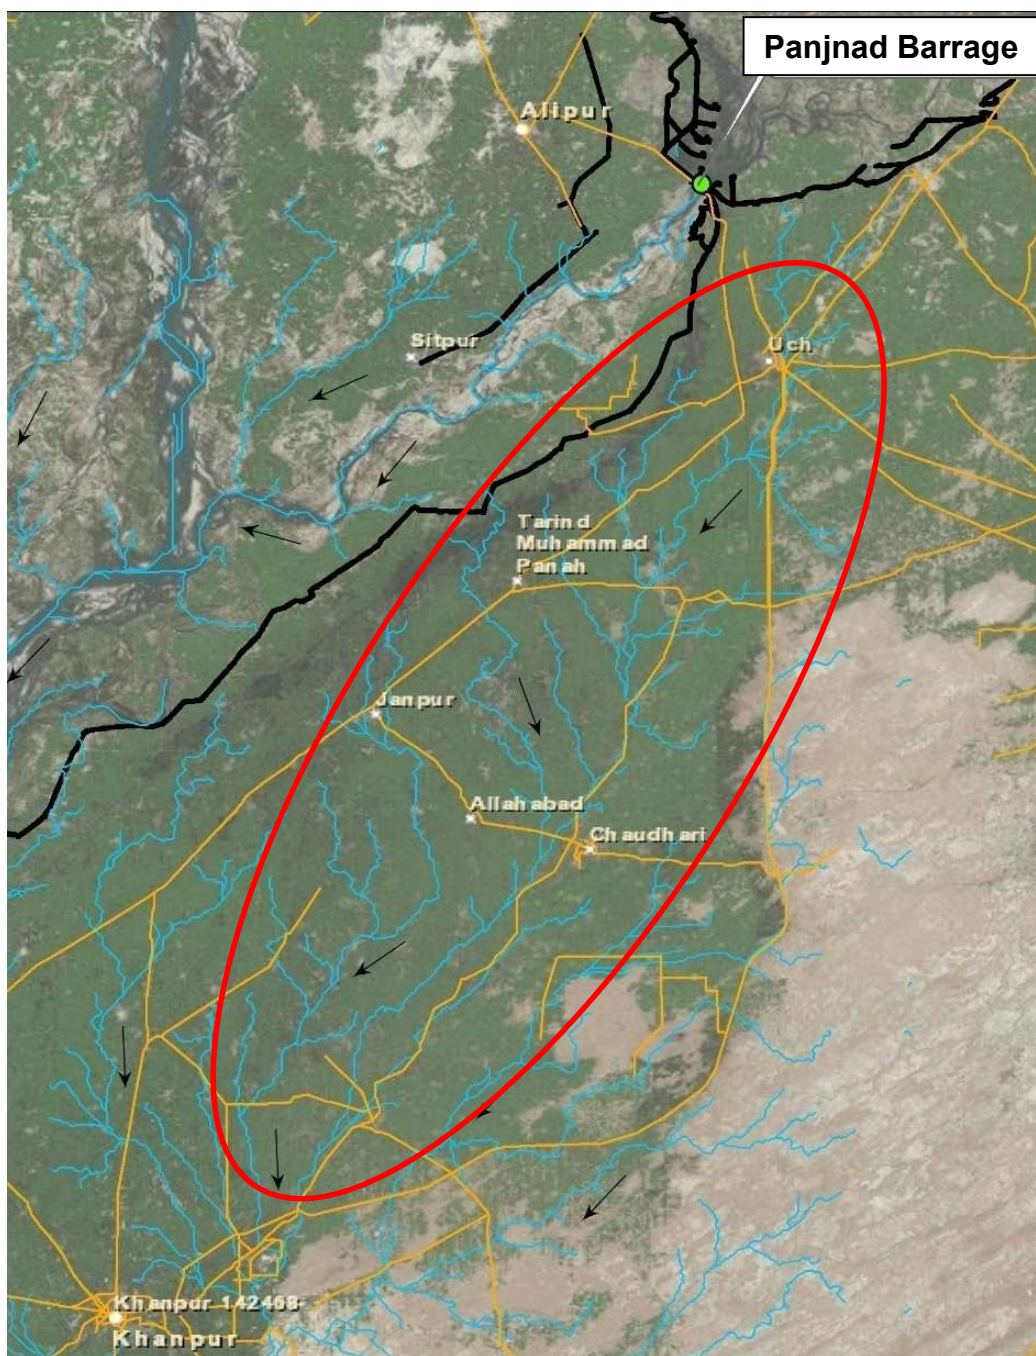 Panjnad Barrage
Alipur
Sitpur
Uch
Tarind
Muhammad
Panah
Janpur
Allahabad
Chaudhari
Khanpur 142468-
Khanpur